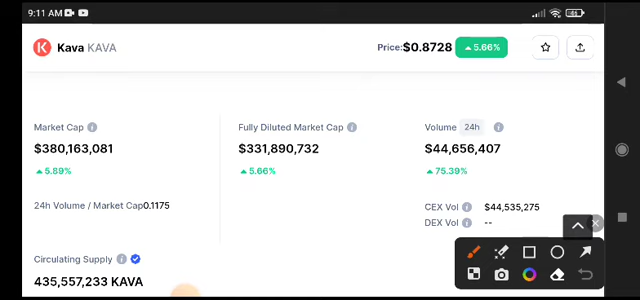 9:11 AM
Kava KAVA
Price:$0.8728 5.66%
Market Cap
$380,163,081
5.89%
24h Volume / Market Cap0.1175
Fully Diluted Market Cap
$331,890,732
5.66%
Volume 24h
$44,656,407
75.39%
CEX Vol $44,535,275
DEX Vol --
Circulating Supply
435,557,233 KAVA